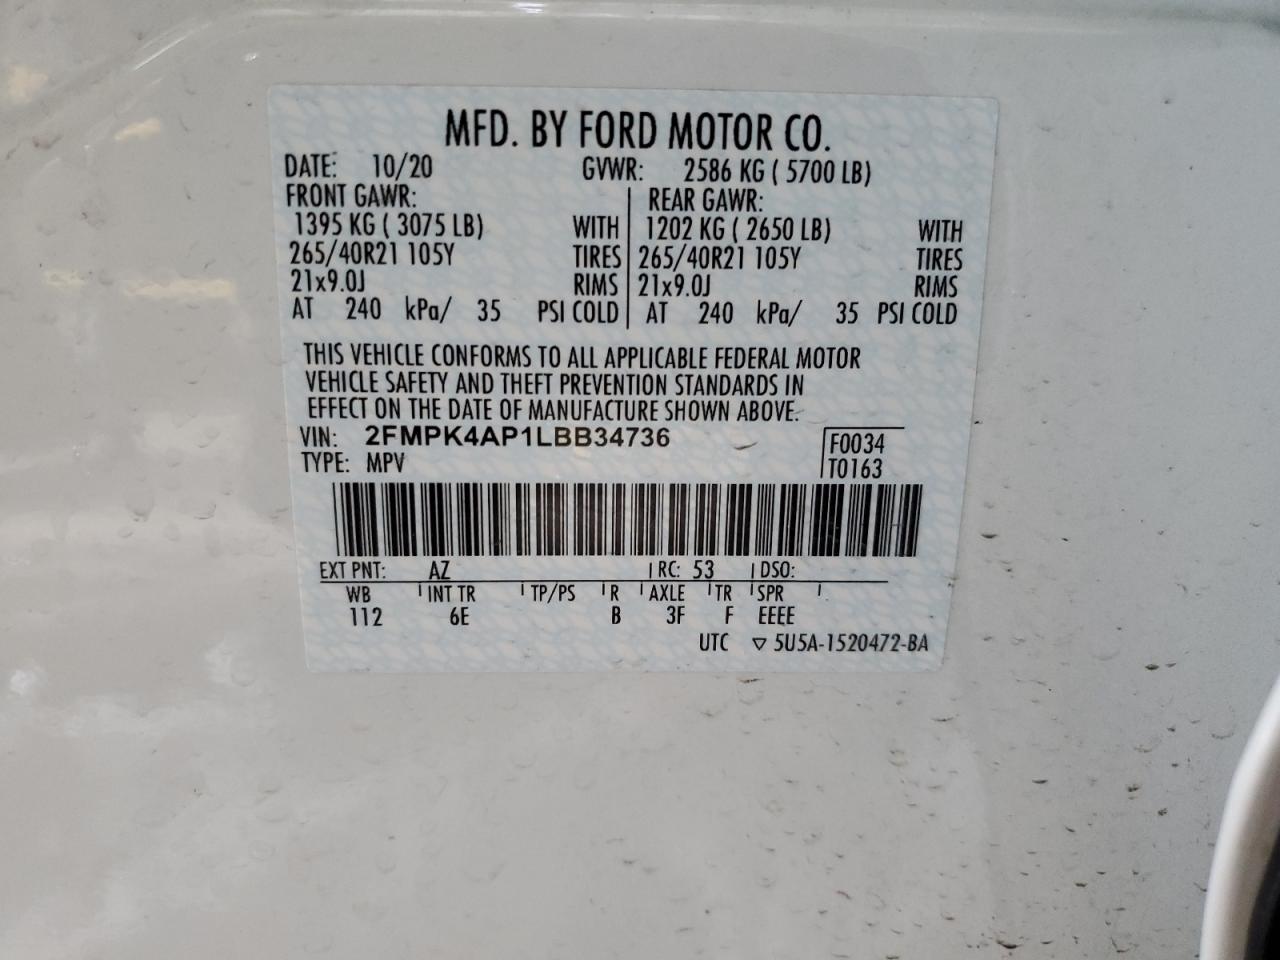 MFD. BY FORD MOTOR CO.
DATE: 10/20 GVWR: 2586 KG ( 5700 LB)
FRONT GAWR: REAR GAWR:
1395 KG ( 3075 LB) WITH 1202 KG ( 2650 LB) WITH
265/40R21 105Y TIRES 265/40R21 105Y TIRES
21x9.0J RIMS 21x9.0J RIMS
AT 240 kPa/ 35 PSI COLD AT 240 kPa/ 35 PSI COLD
THIS VEHICLE CONFORMS TO ALL APPLICABLE FEDERAL MOTOR
VEHICLE SAFETY AND THEFT PREVENTION STANDARDS IN
EFFECT ON THE DATE OF MANUFACTURE SHOWN ABOVE.
VIN: 2FMPK4AP1LBB34736 F0034
TYPE: MPV T0163
EXT PNT: AZ RC: 53 DSO:
WB INT TR TP/PS R AXLE TR SPR
112 6E B 3F F EEEE
UTC ▽ 5U5A-1520472-BA